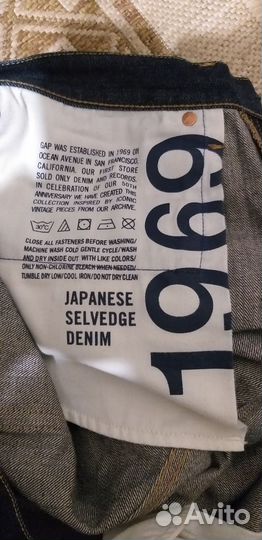 GAP WAS ESTABLISHED IN 1969 ON
OCEAN AVENUE IN SAN FRANCISCO,
CALIFORNIA. OUR FIRST STORE
SOLD ONLY DENIM AND RECORDS.
IN CELEBRATION OF OUR 50TH
ANNIVERSARY WE HAVE CREATED THIS
COLLECTION INSPIRED BY ICONIC
VINTAGE PIECES FROM OUR ARCHIVE.
30°C
CLOSE ALL FASTENERS BEFORE WASHING/
MACHINE WASH COLD GENTLE CYCLE/WASH
AND DRY INSIDE OUT WITH LIKE COLORS/
ONLY NON-CHLORINE BLEACH WHEN NEEDED/
TUMBLE DRY LOW/COOL IRON/DO NOT DRY CLEAN
JAPANESE
SELVEDGE
DENIM
1969
Avito